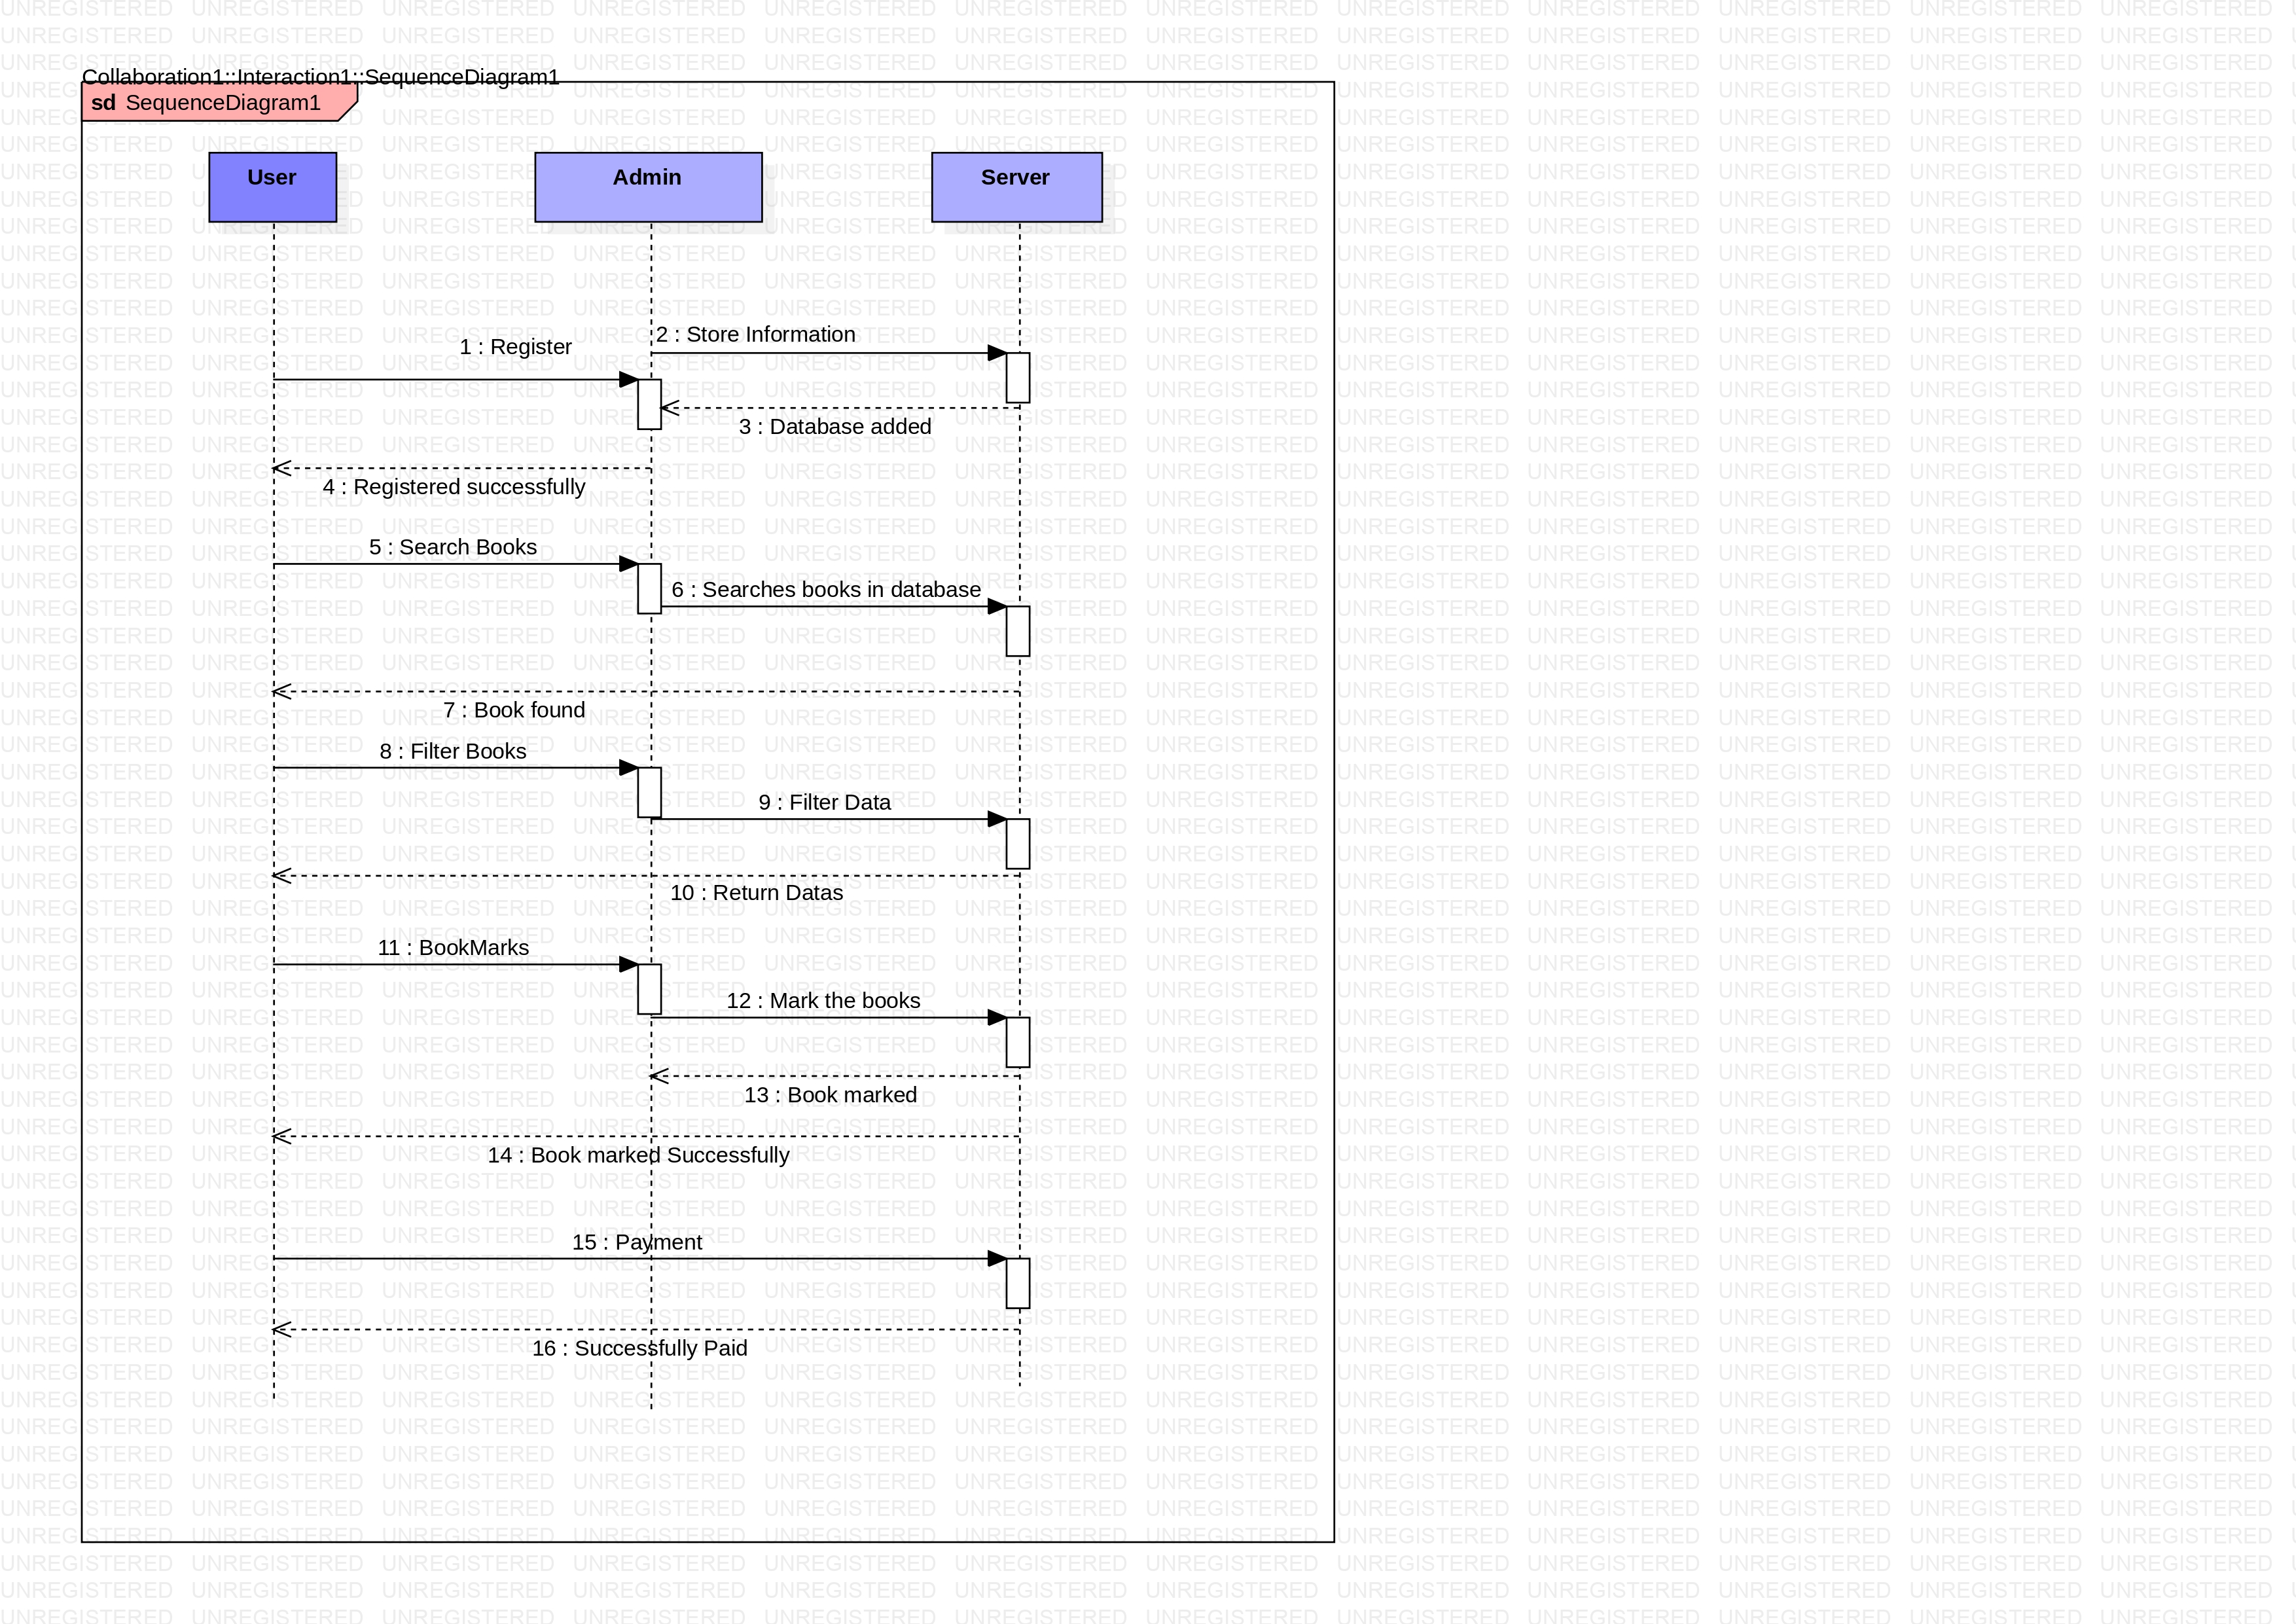 Collaboration1::Interaction1::SequenceDiagram1
sd SequenceDiagram1
User
Admin
Server
1 : Register
2 : Store Information
3 : Database added
4 : Registered successfully
5 : Search Books
6 : Searches books in database
7 : Book found
8 : Filter Books
9 : Filter Data
10 : Return Datas
11 : BookMarks
12 : Mark the books
13 : Book marked
14 : Book marked Successfully
15 : Payment
16 : Successfully Paid
UNREGISTERED